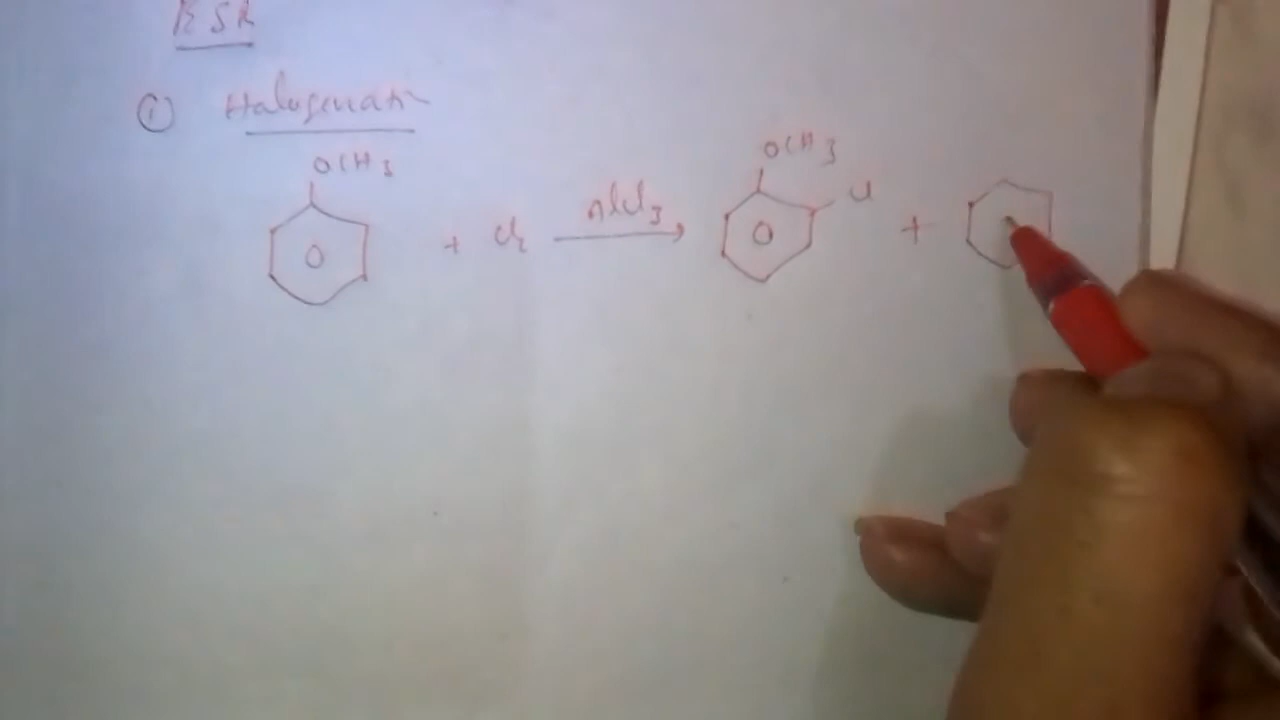 ESR
① Halogenation
OCH3 OCH3
+ Cl2 AlCl3 Cl +